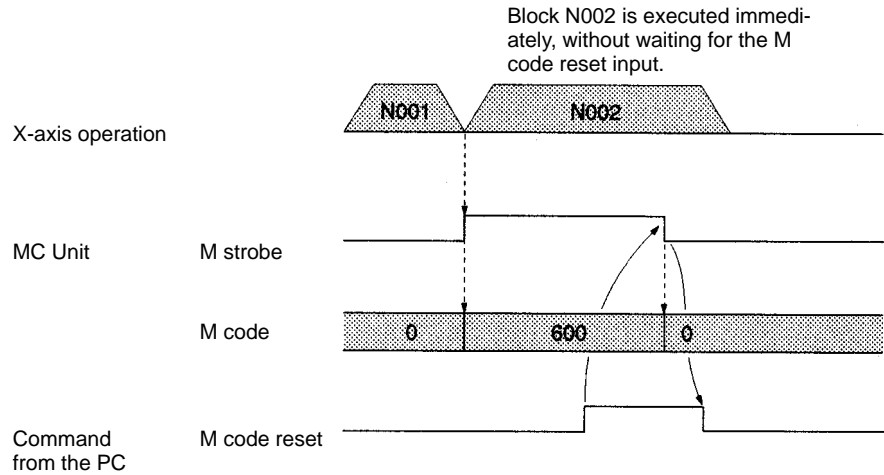 Block N002 is executed immedi-
ately, without waiting for the M
code reset input.
N001
N002
X-axis operation
MC Unit
M strobe
M code
0
600
0
Command
from the PC
M code reset